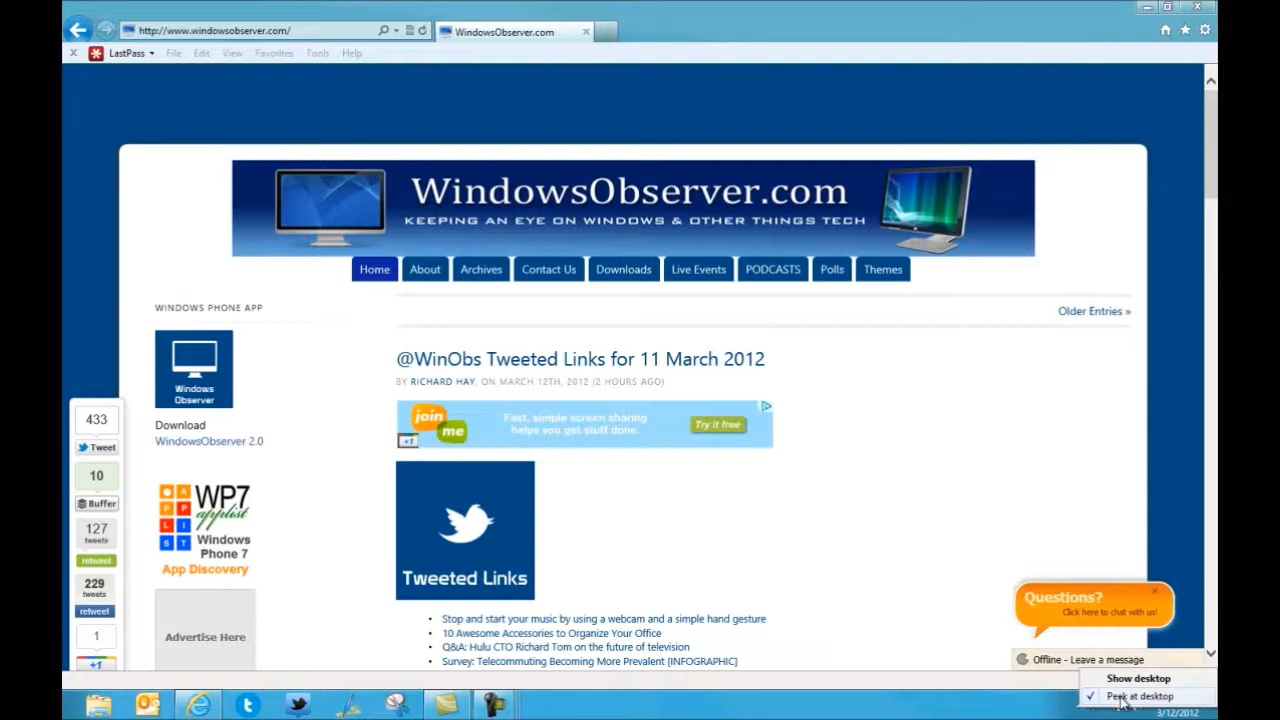 http://www.windowsobserver.com/
WindowsObserver.com
LastPass File Edit View Favorites Tools Help
WindowsObserver.com
KEEPING AN EYE ON WINDOWS & OTHER THINGS TECH
Home About Archives Contact Us Downloads Live Events PODCASTS Polls Themes
WINDOWS PHONE APP
Older Entries »
Windows
Observer
Download
WindowsObserver 2.0
@WinObs Tweeted Links for 11 March 2012
BY RICHARD HAY, ON MARCH 12TH, 2012 (2 HOURS AGO)
join
me
Fast, simple screen sharing
helps you get stuff done.
Try it free
+1
Tweeted Links
433
Tweet
10
Buffer
127
tweets
retweet
229
tweets
retweet
1
+1
APPLIST
WP7
applist
Windows
Phone 7
App Discovery
Advertise Here
• Stop and start your music by using a webcam and a simple hand gesture
• 10 Awesome Accessories to Organize Your Office
• Q&A: Hulu CTO Richard Tom on the future of television
• Survey: Telecommuting Becoming More Prevalent [INFOGRAPHIC]
Questions?
Click here to chat with us!
Offline - Leave a message
Show desktop
Peek at desktop
3/12/2012